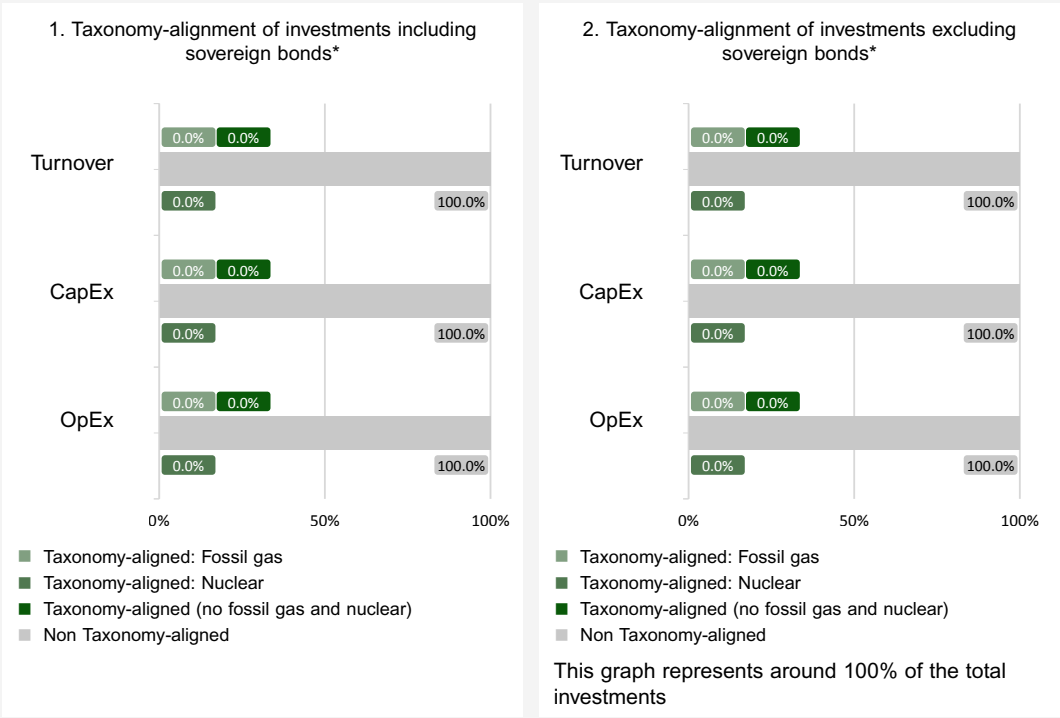 1. Taxonomy-alignment of investments including
sovereign bonds*
Turnover
0.0% 0.0%
0.0% 100.0%
CapEx
0.0% 0.0%
0.0% 100.0%
OpEx
0.0% 0.0%
0.0% 100.0%
0% 50% 100%
Taxonomy-aligned: Fossil gas
Taxonomy-aligned: Nuclear
Taxonomy-aligned (no fossil gas and nuclear)
Non Taxonomy-aligned
2. Taxonomy-alignment of investments excluding
sovereign bonds*
Turnover
0.0% 0.0%
0.0% 100.0%
CapEx
0.0% 0.0%
0.0% 100.0%
OpEx
0.0% 0.0%
0.0% 100.0%
0% 50% 100%
Taxonomy-aligned: Fossil gas
Taxonomy-aligned: Nuclear
Taxonomy-aligned (no fossil gas and nuclear)
Non Taxonomy-aligned
This graph represents around 100% of the total
investments